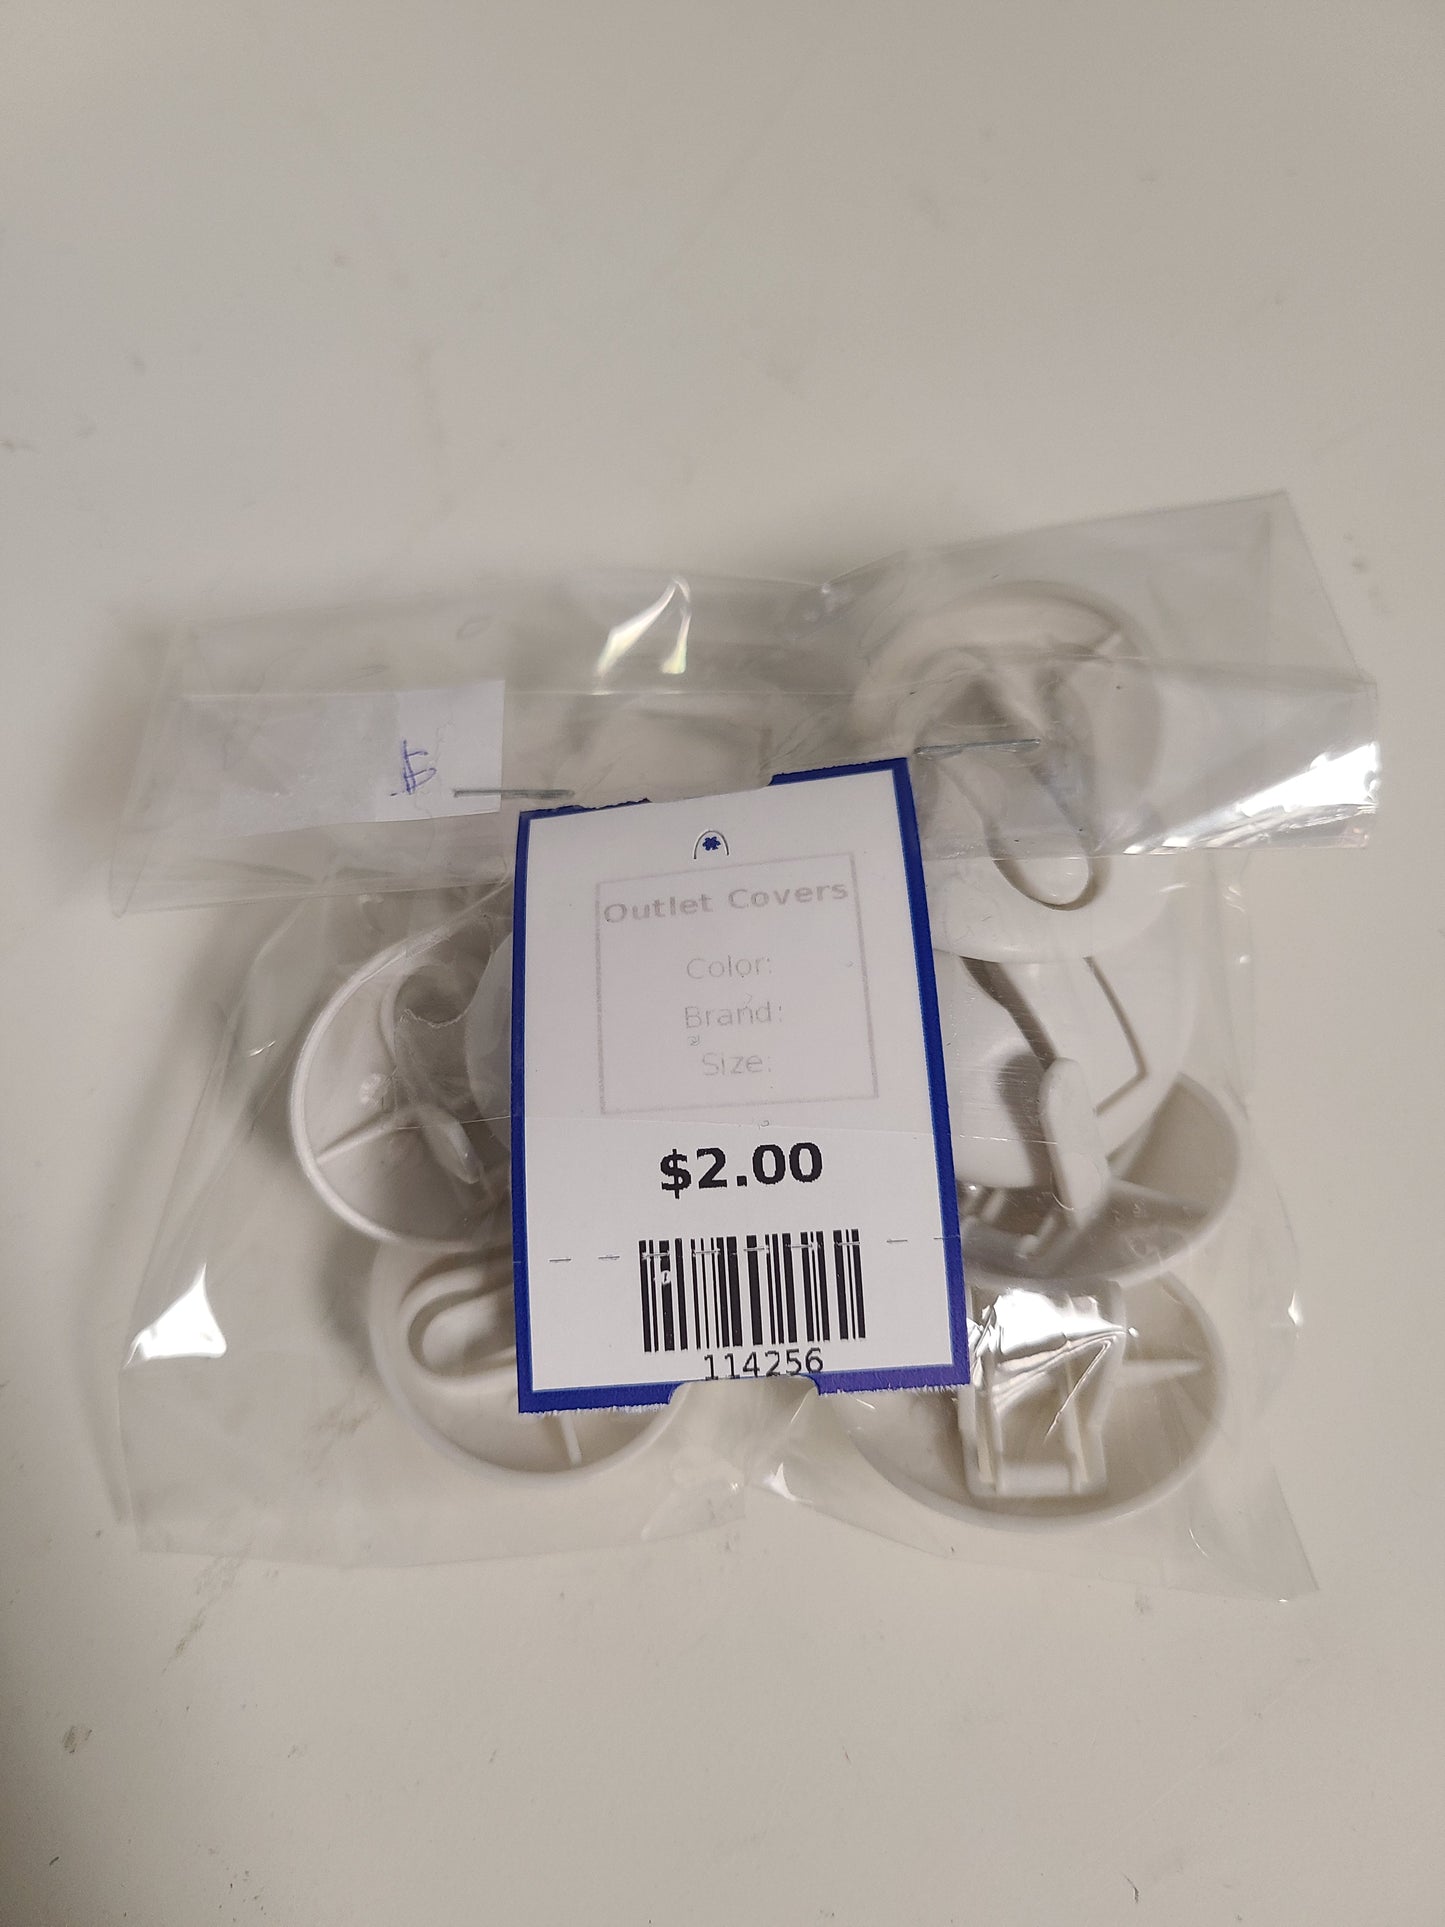 $
Outlet Covers
Color:
Brand:
Size:
$2.00
114256